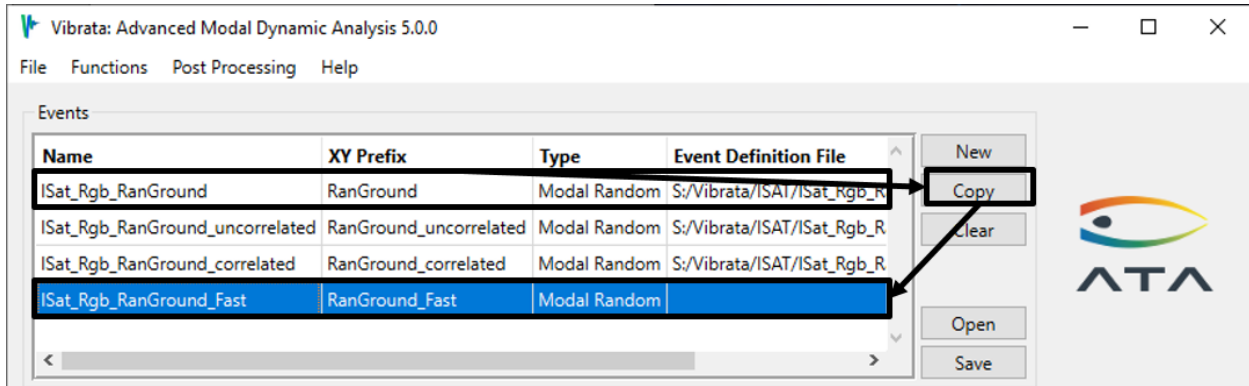 Vibrata: Advanced Modal Dynamic Analysis 5.0.0
File Functions Post Processing Help
Events
Name XY Prefix Type Event Definition File New
ISat_Rgb_RanGround RanGround Modal Random S:/Vibrata/ISAT/ISat_Rgb_R Copy
ISat_Rgb_RanGround_uncorrelated RanGround_uncorrelated Modal Random S:/Vibrata/ISAT/ISat_Rgb_R Clear
ISat_Rgb_RanGround_correlated RanGround_correlated Modal Random S:/Vibrata/ISAT/ISat_Rgb_R
ISat_Rgb_RanGround_Fast RanGround_Fast Modal Random
ATA
Open
Save